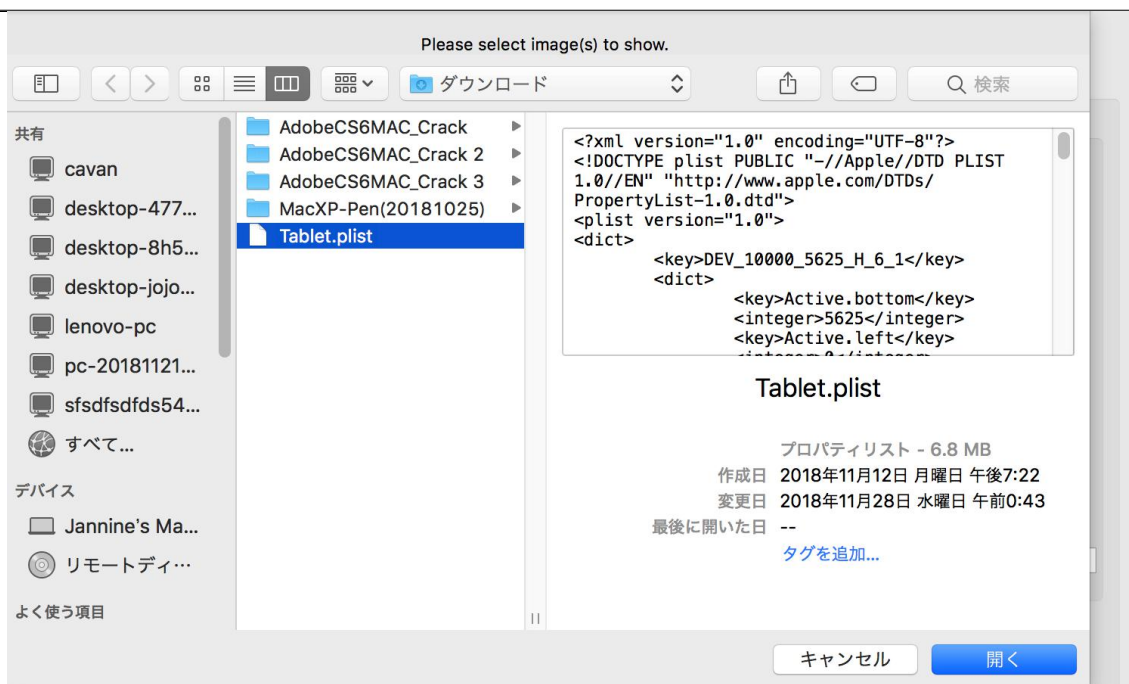 Please select image(s) to show.
ダウンロード
検索
共有
cavan
desktop-477...
desktop-8h5...
desktop-jojo...
lenovo-pc
pc-20181121...
sfsdfsdfds54...
すべて...
デバイス
Jannine's Ma...
リモートディ…
よく使う項目
AdobeCS6MAC_Crack
AdobeCS6MAC_Crack 2
AdobeCS6MAC_Crack 3
MacXP-Pen(20181025)
Tablet.plist
<?xml version="1.0" encoding="UTF-8"?>
<!DOCTYPE plist PUBLIC "-//Apple//DTD PLIST
1.0//EN" "http://www.apple.com/DTDs/
PropertyList-1.0.dtd">
<plist version="1.0">
<dict>
<key>DEV_10000_5625_H_6_1</key>
<dict>
<key>Active.bottom</key>
<integer>5625</integer>
<key>Active.left</key>
<integer>0</integer>
Tablet.plist
プロパティリスト - 6.8 MB
作成日 2018年11月12日 月曜日 午後7:22
変更日 2018年11月28日 水曜日 午前0:43
最後に開いた日 --
タグを追加...
キャンセル
開く